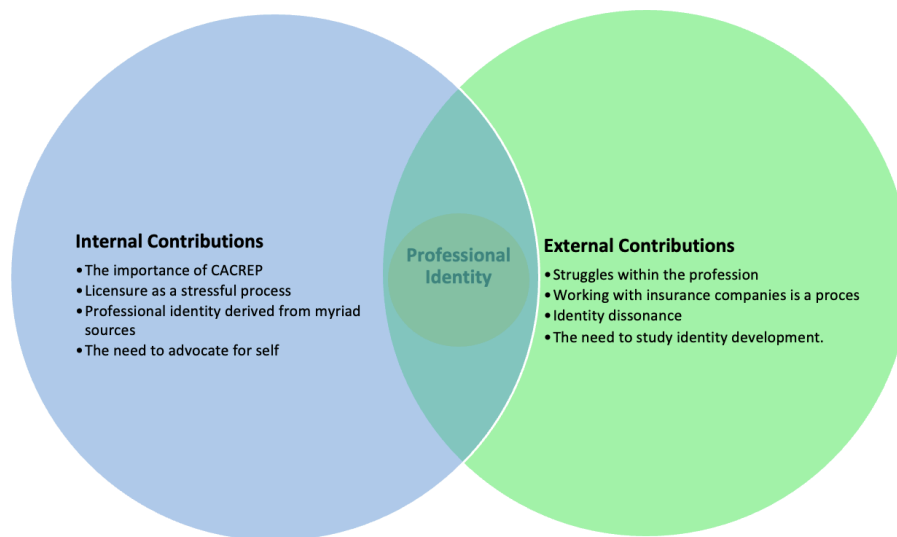 Internal Contributions
•The importance of CACREP
•Licensure as a stressful process
•Professional identity derived from myriad
sources
•The need to advocate for self
Professional
Identity
External Contributions
•Struggles within the profession
•Working with insurance companies is a proces
•Identity dissonance
•The need to study identity development.